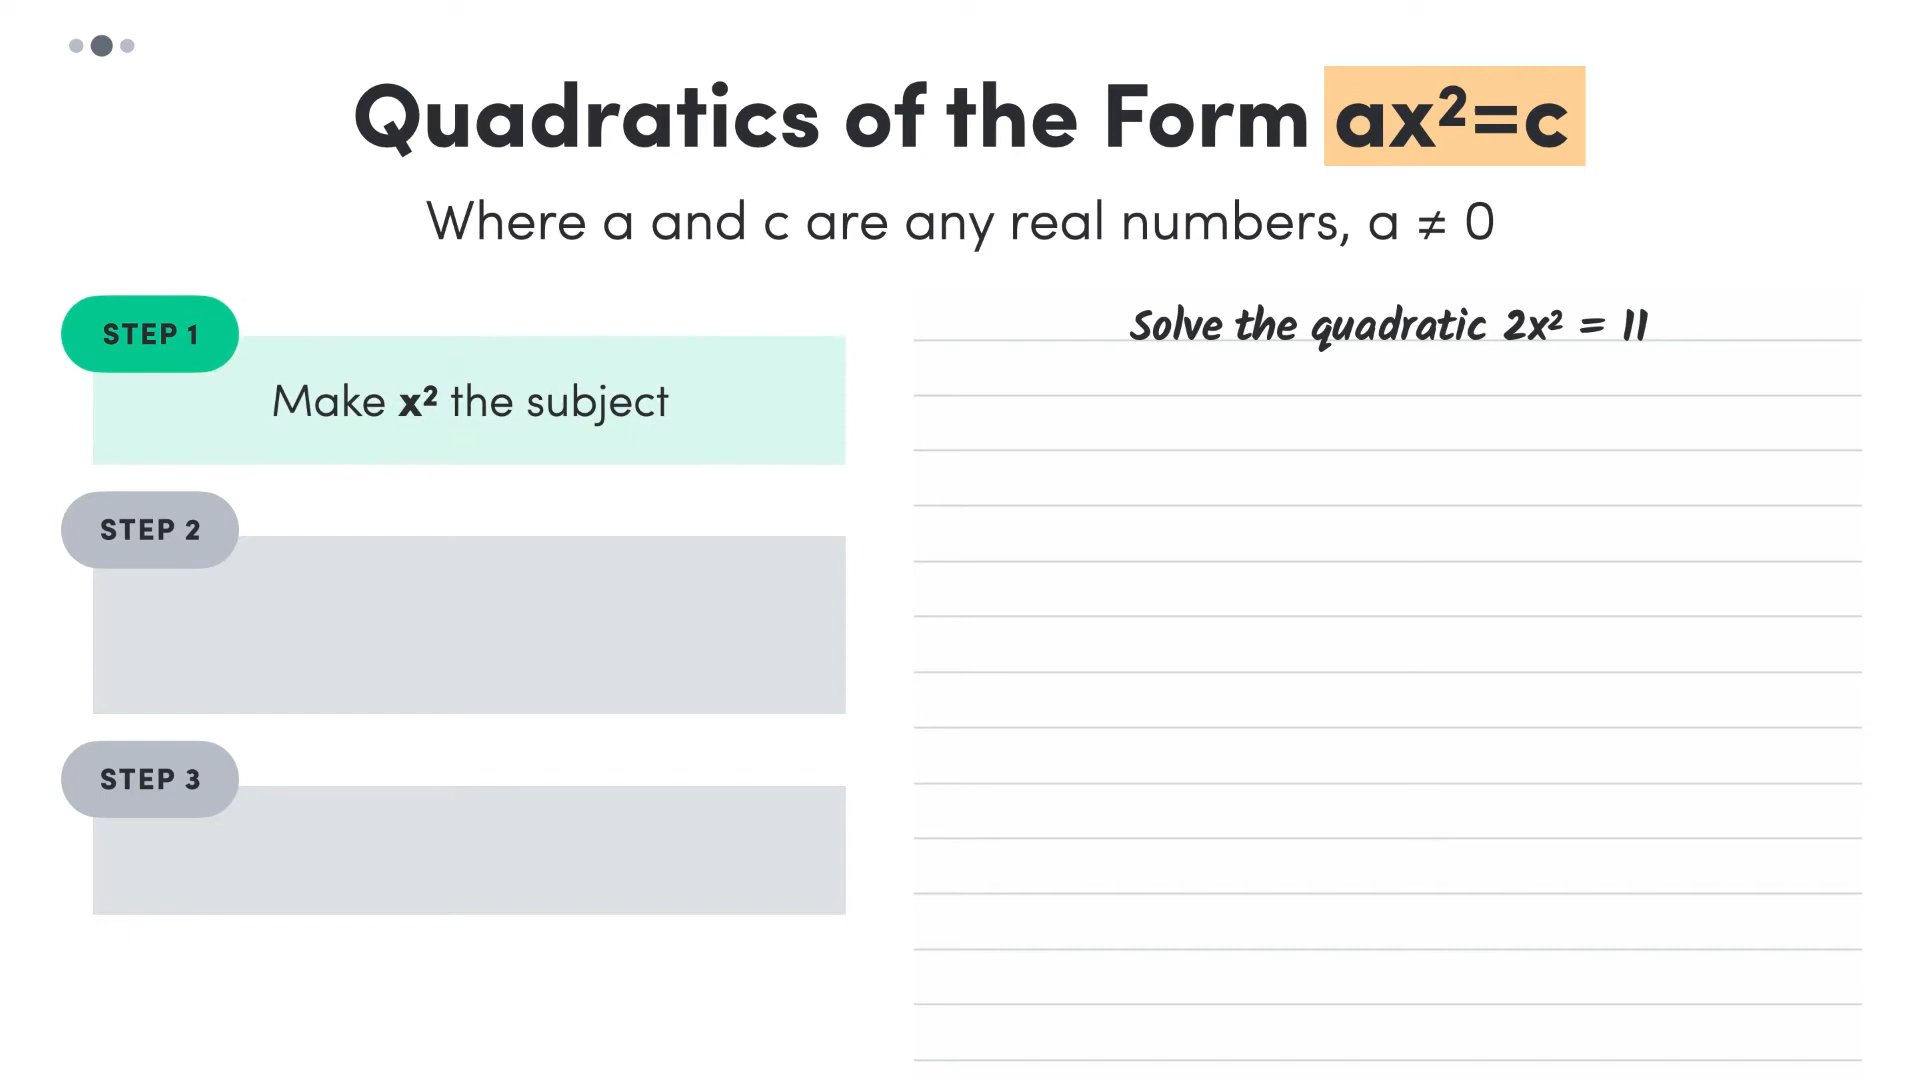 Quadratics of the Form ax²=c
Where a and c are any real numbers, a ≠ 0
STEP 1
Make x² the subject
STEP 2
STEP 3
Solve the quadratic 2x² = 11